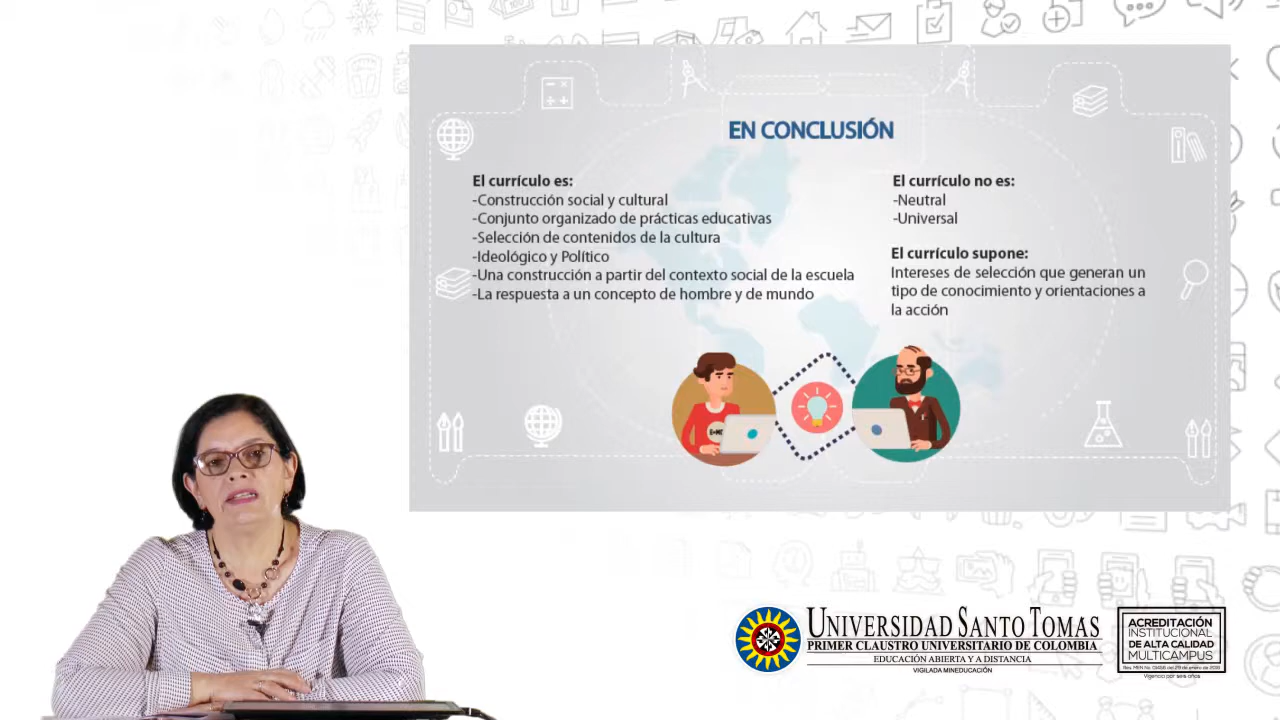 EN CONCLUSIÓN
El currículo es:
-Construcción social y cultural
-Conjunto organizado de prácticas educativas
-Selección de contenidos de la cultura
-Ideológico y Político
-Una construcción a partir del contexto social de la escuela
-La respuesta a un concepto de hombre y de mundo
El currículo no es:
-Neutral
-Universal
El currículo supone:
Intereses de selección que generan un
tipo de conocimiento y orientaciones a
la acción
UNIVERSIDAD SANTO TOMAS
PRIMER CLAUSTRO UNIVERSITARIO DE COLOMBIA
EDUCACIÓN ABIERTA Y A DISTANCIA
VIGILADA MINEDUCACIÓN
ACREDITACIÓN
INSTITUCIONAL
DE ALTA CALIDAD
MULTICAMPUS
Vigencia por seis años